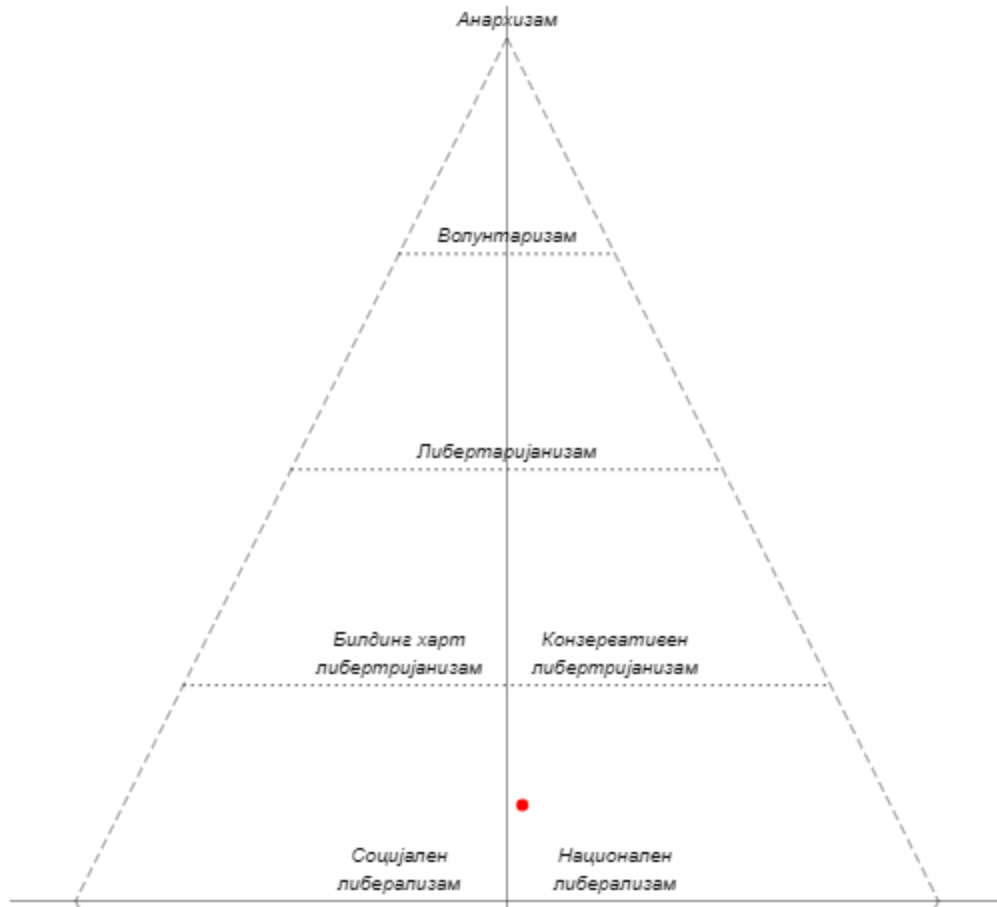 Анархизам
Волунтаризам
Либертаријанизам
Билдинг харт
либертријанизам
Конзервативен
либертријанизам
Социјален
либерализам
Национален
либерализам